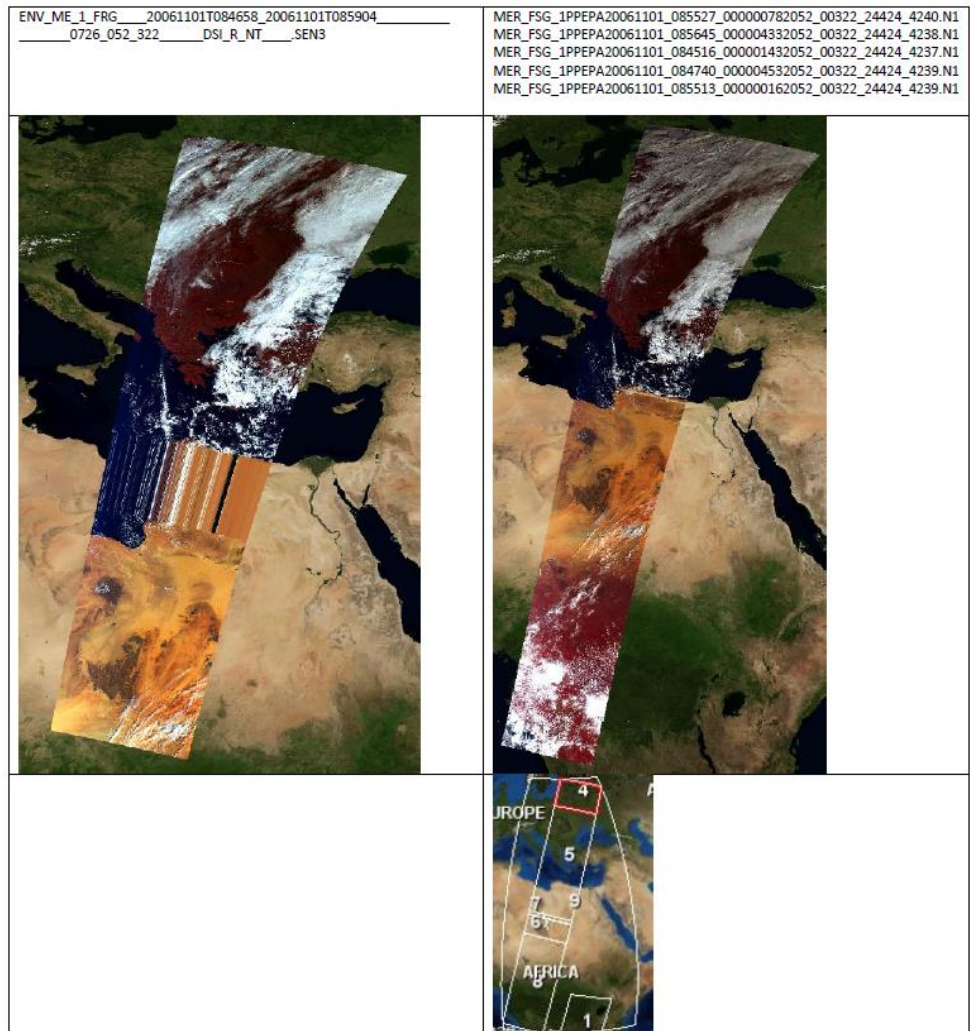 ENV_ME_1_FRG____20061101T084658_20061101T085904__________
_______0726_052_322______DSI_R_NT____.SEN3
MER_FSG_1PPEPA20061101_085527_000000782052_00322_24424_4240.N1
MER_FSG_1PPEPA20061101_085645_000004332052_00322_24424_4238.N1
MER_FSG_1PPEPA20061101_084516_000001432052_00322_24424_4237.N1
MER_FSG_1PPEPA20061101_084740_000004532052_00322_24424_4239.N1
MER_FSG_1PPEPA20061101_085513_000000162052_00322_24424_4239.N1
4
A
UROPE
5
7 9
6
AFRICA
8
1